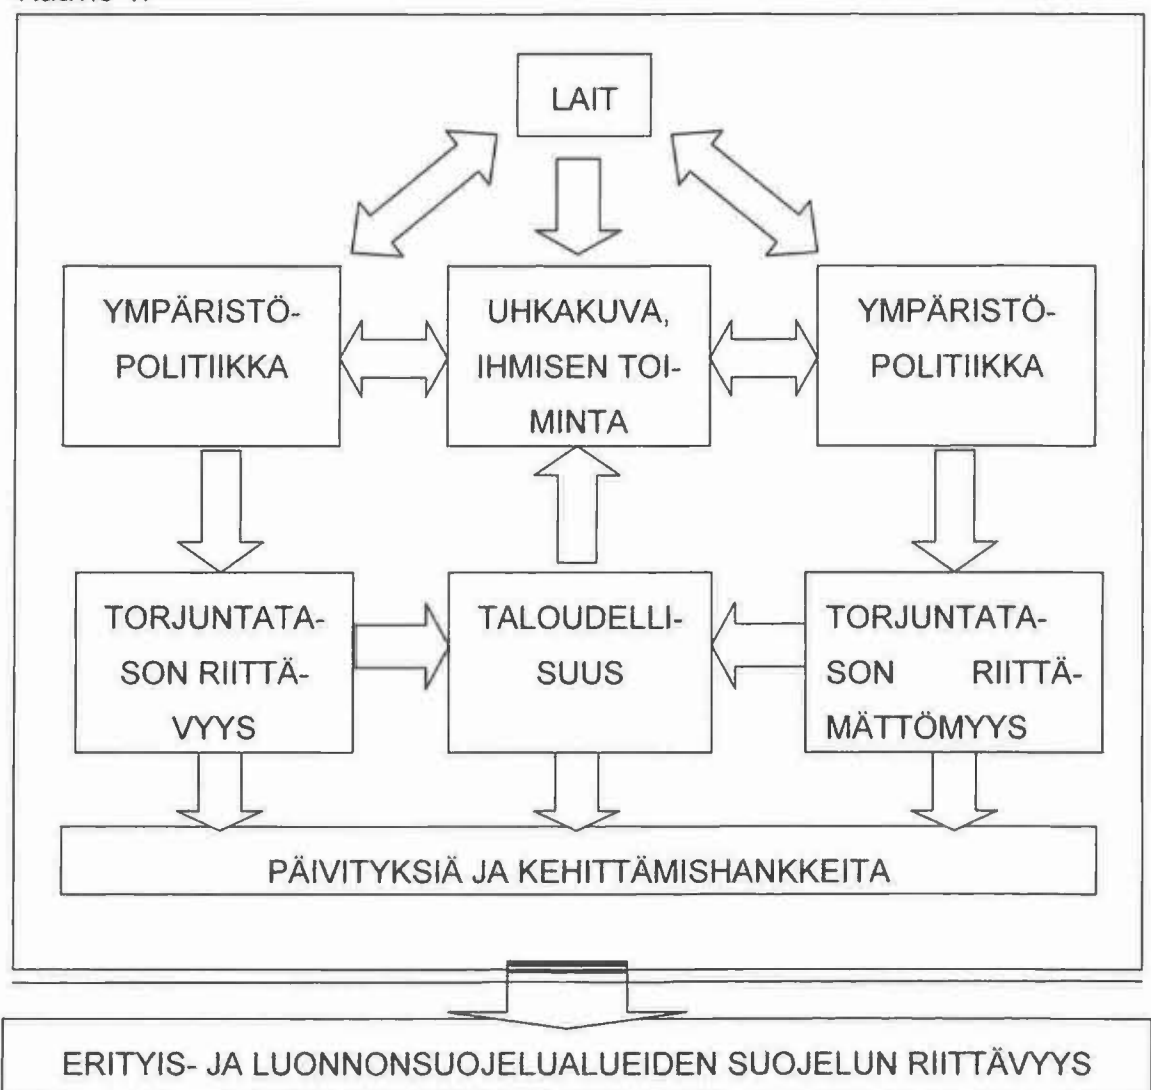 LAIT
YMPÄRISTÖ-
POLITIIKKA
UHKAKUVA,
IHMISEN TOI-
MINTA
YMPÄRISTÖ-
POLITIIKKA
TORJUNTATA-
SON RIITTÄ-
VYYS
TALOUDELLI-
SUUS
TORJUNTATA-
SON RIITTÄ-
MÄTTÖMYYS
PÄIVITYKSIÄ JA KEHITTÄMISHANKKEITA
ERITYIS- JA LUONNONSUOJELUALUEIDEN SUOJELUN RIITTÄVYYS